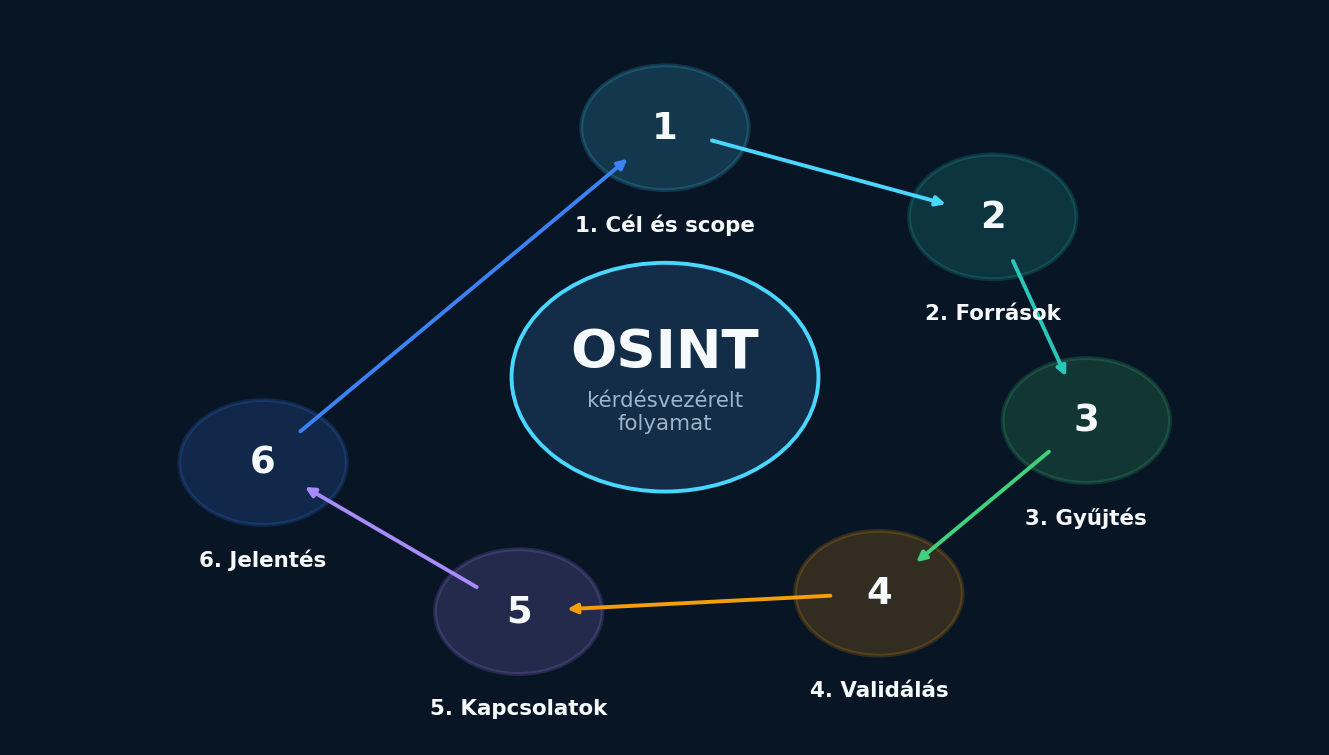 1
1. Cél és scope
2
2. Források
OSINT
kérdésvezérelt
folyamat
3
3. Gyűjtés
4
4. Validálás
5
5. Kapcsolatok
6
6. Jelentés